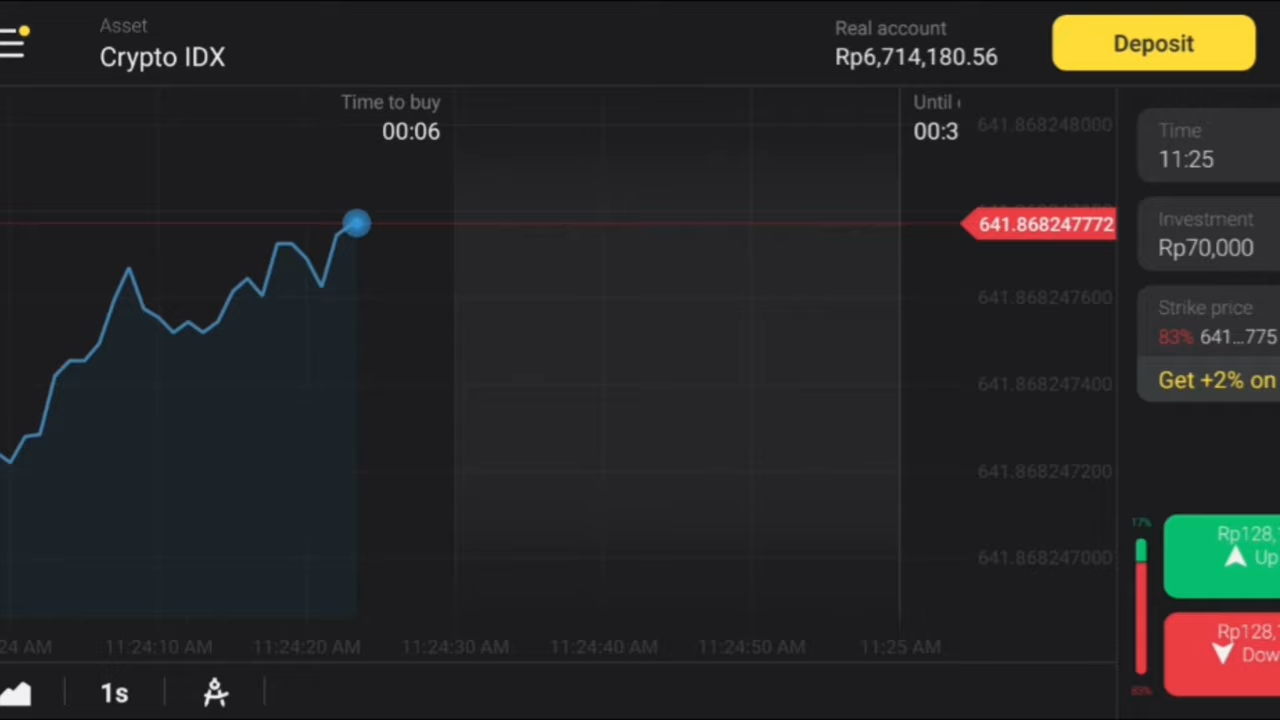 Asset
Crypto IDX
Real account
Rp6,714,180.56
Deposit
Time to buy
00:06
Until
00:3
641.868248000
641.868247772
641.868247600
641.868247400
641.868247200
641.868247000
Time
11:25
Investment
Rp70,000
Strike price
83% 641...775
Get +2% on
17%
Rp128,
Up
Rp128,
Dow
83%
24 AM
11:24:10 AM
11:24:20 AM
11:24:30 AM
11:24:40 AM
11:24:50 AM
11:25 AM
1s